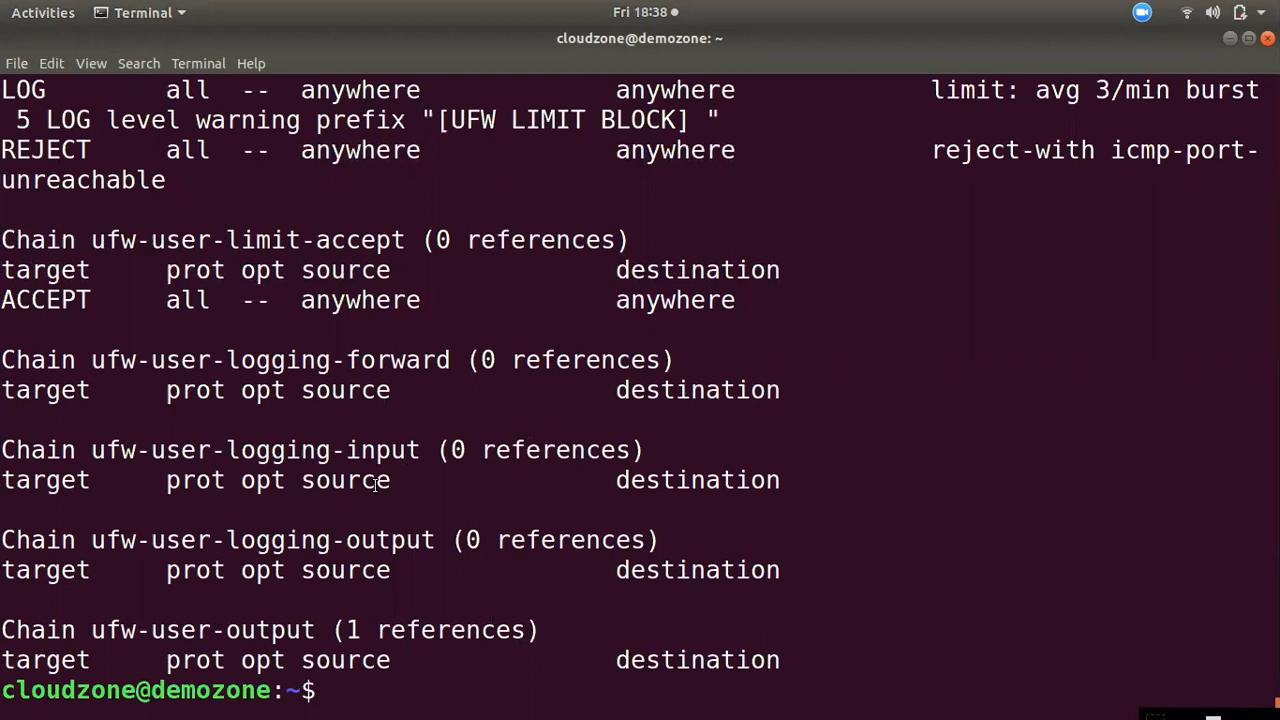 Activities Terminal Fri 18:38
cloudzone@demozone: ~
File Edit View Search Terminal Help
LOG        all  --  anywhere             anywhere             limit: avg 3/min burst
 5 LOG level warning prefix "[UFW LIMIT BLOCK] "
REJECT     all  --  anywhere             anywhere             reject-with icmp-port-
unreachable
Chain ufw-user-limit-accept (0 references)
target     prot opt source               destination
ACCEPT     all  --  anywhere             anywhere
Chain ufw-user-logging-forward (0 references)
target     prot opt source               destination
Chain ufw-user-logging-input (0 references)
target     prot opt source               destination
Chain ufw-user-logging-output (0 references)
target     prot opt source               destination
Chain ufw-user-output (1 references)
target     prot opt source               destination
cloudzone@demozone:~$